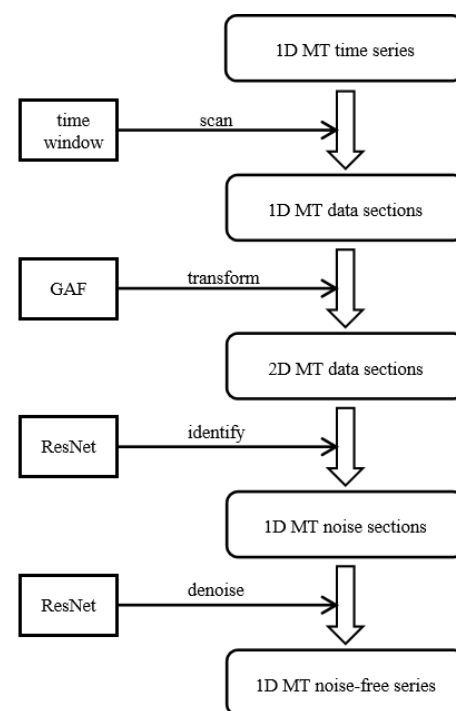 1D MT time series
time
window
scan
1D MT data sections
GAF
transform
2D MT data sections
ResNet
identify
1D MT noise sections
ResNet
denoise
1D MT noise-free series